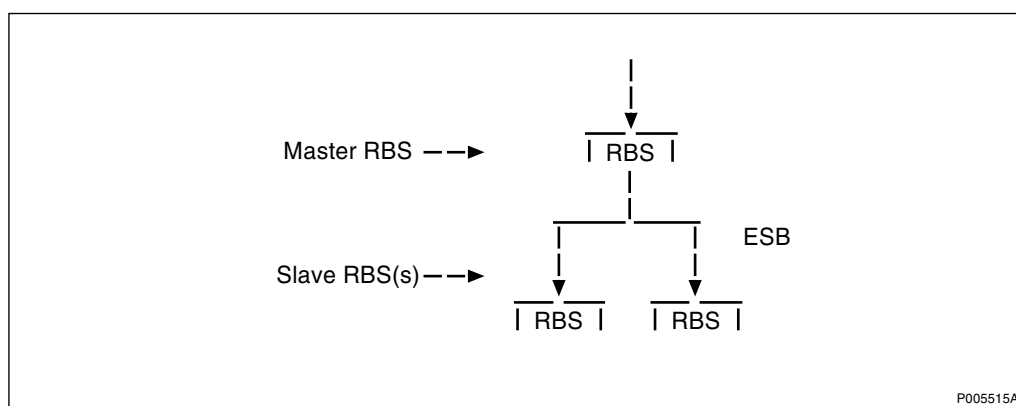 Master RBS
RBS
ESB
Slave RBS(s)
RBS
RBS
P005515A